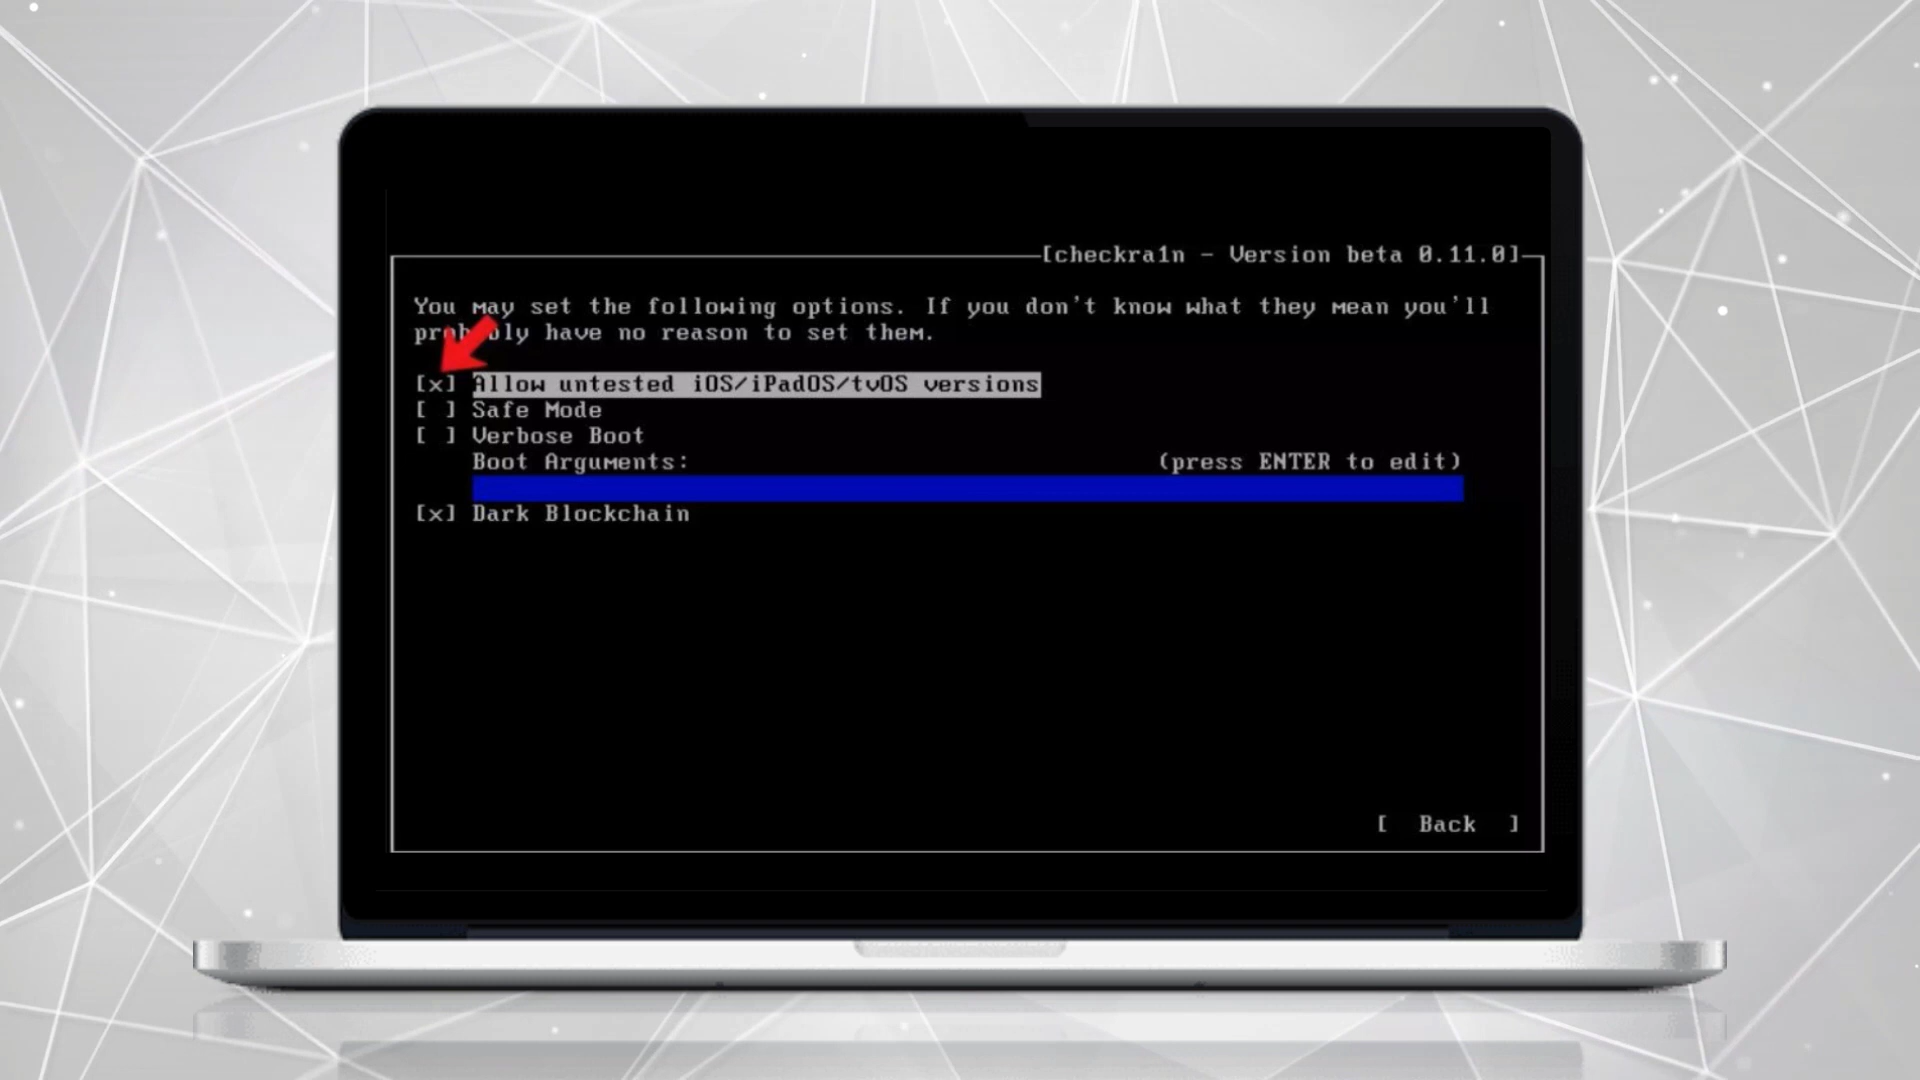 [checkra1n - Version beta 0.11.0]
You may set the following options. If you don't know what they mean you'll
probably have no reason to set them.
[x] Allow untested iOS/iPadOS/tvOS versions
[ ] Safe Mode
[ ] Verbose Boot
Boot Arguments: (press ENTER to edit)
[x] Dark Blockchain
[ Back ]